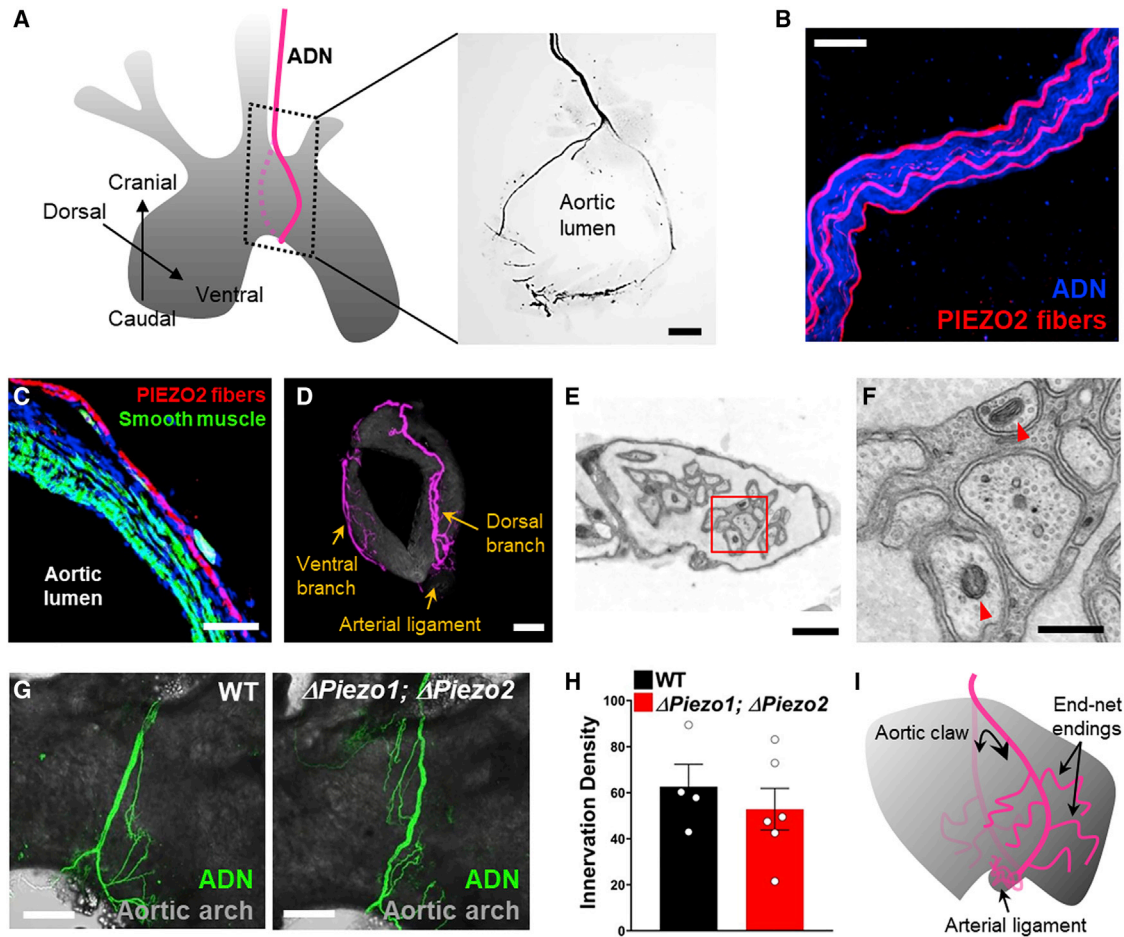 A
ADN
Cranial
Dorsal
Ventral
Caudal
Aortic
lumen
B
ADN
PIEZO2 fibers
C
PIEZO2 fibers
Smooth muscle
Aortic
lumen
D
Dorsal
branch
Ventral
branch
Arterial ligament
E
F
G
WT
ΔPiezo1; ΔPiezo2
ADN
Aortic arch
ADN
Aortic arch
H
WT
ΔPiezo1; ΔPiezo2
Innervation Density
100
80
60
40
20
0
I
Aortic claw
End-net
endings
Arterial ligament